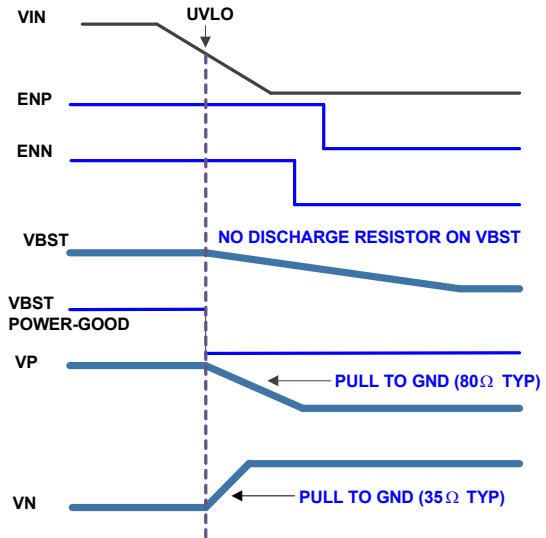 UVLO
VIN
ENP
ENN
NO DISCHARGE RESISTOR ON VBST
VBST
VBST
POWER-GOOD
VP
PULL TO GND (80Ω TYP)
VN
PULL TO GND (35Ω TYP)